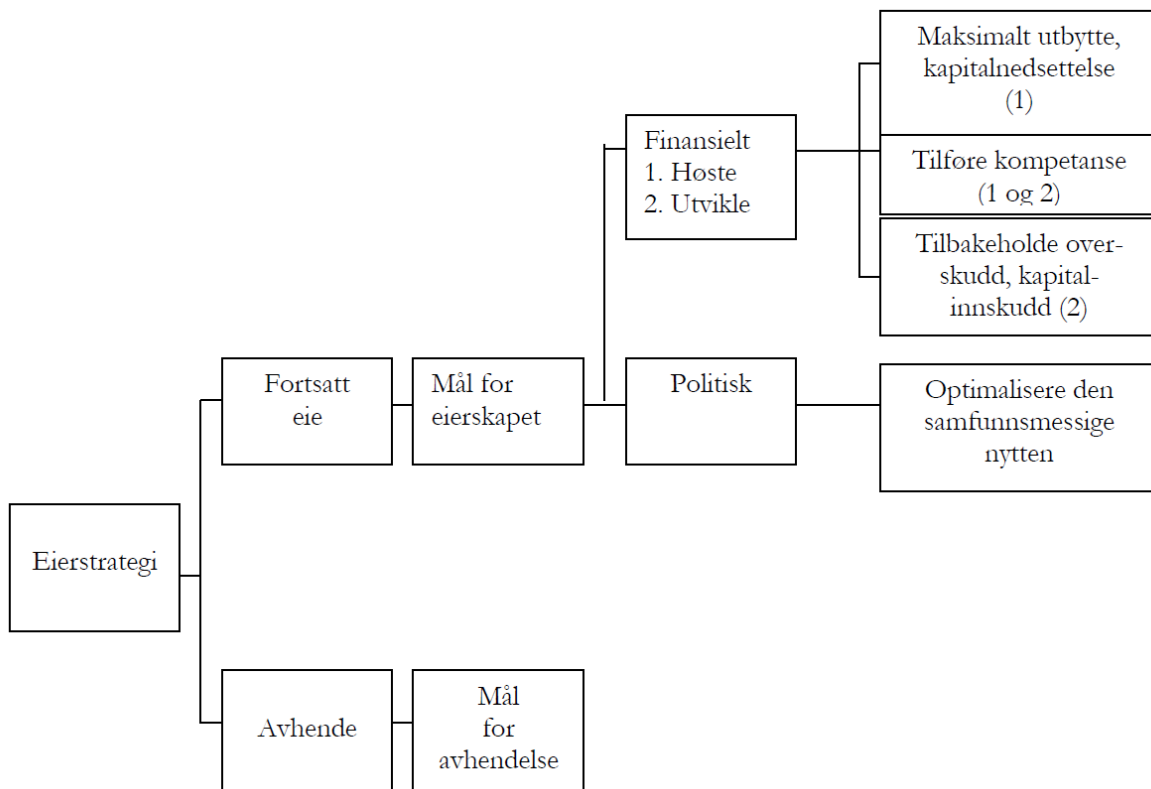 Maksimalt utbytte,
kapitalnedsettelse
(1)
Finansielt
1. Høste
2. Utvikle
Tilføre kompetanse
(1 og 2)
Tilbakeholde over-
skudd, kapital-
innskudd (2)
Fortsatt
eie
Mål for
eierskapet
Politisk
Optimalisere den
samfunnsmessige
nytten
Eierstrategi
Avhende
Mål
for
avhendelse